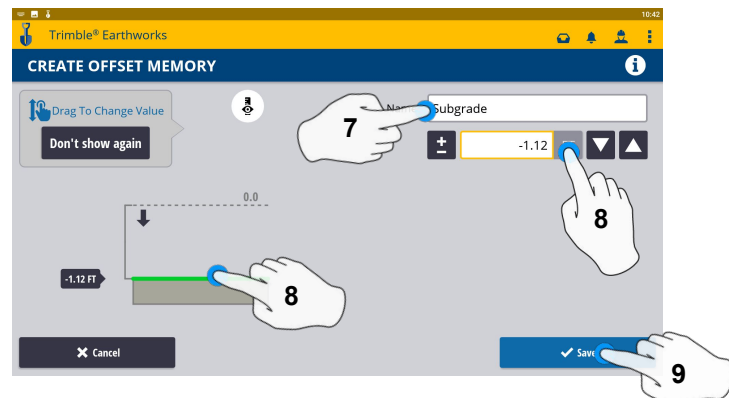 10:42
Trimble® Earthworks
CREATE OFFSET MEMORY
Drag To Change Value
Don't show again
7
Subgrade
-1.12
8
0.0
-1.12 FT
8
Cancel
Save
9